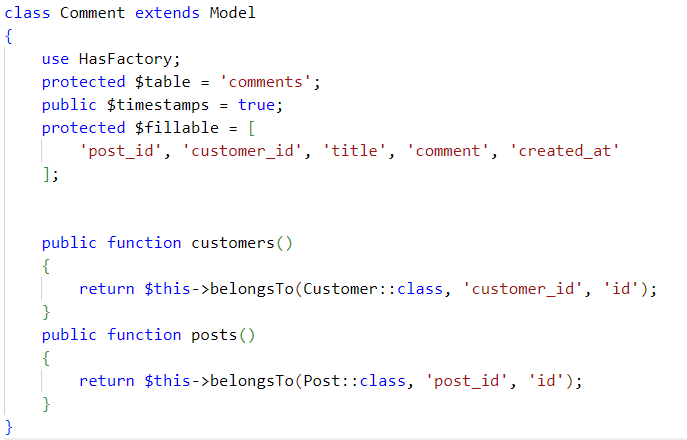 class Comment extends Model
{
    use HasFactory;
    protected $table = 'comments';
    public $timestamps = true;
    protected $fillable = [
        'post_id', 'customer_id', 'title', 'comment', 'created_at'
    ];
    public function customers()
    {
        return $this->belongsTo(Customer::class, 'customer_id', 'id');
    }
    public function posts()
    {
        return $this->belongsTo(Post::class, 'post_id', 'id');
    }
}